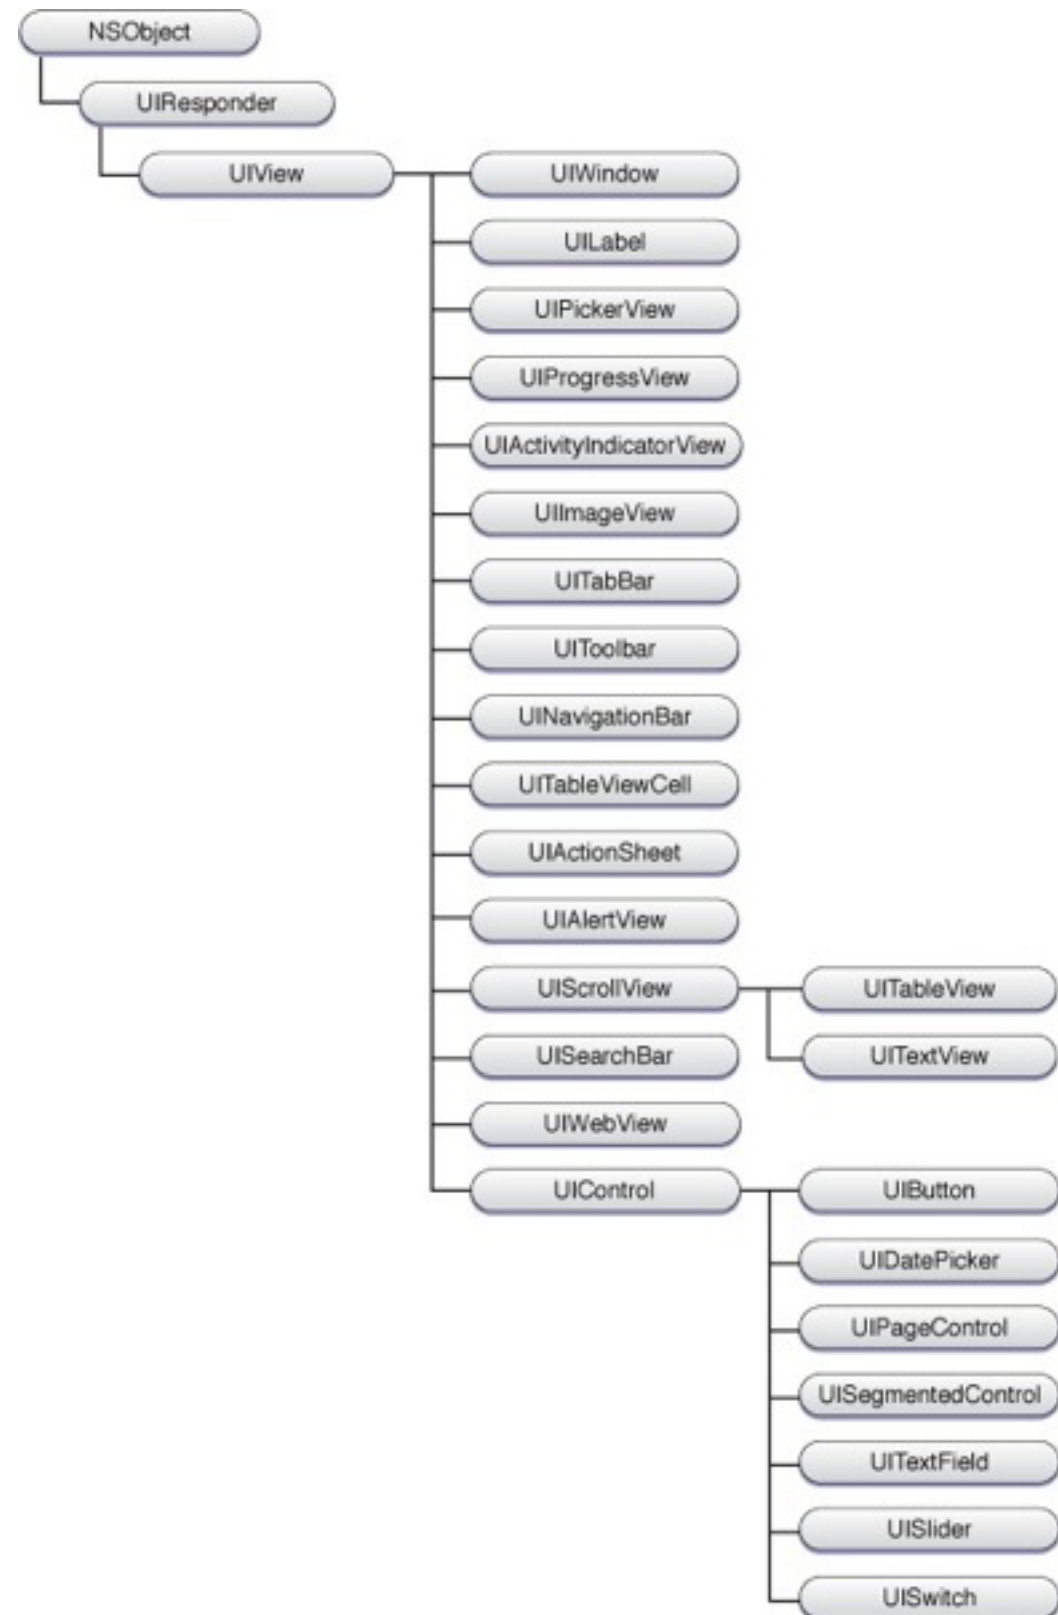 NSObject
UIResponder
UIView
UIWindow
UILabel
UIPickerView
UIProgressView
UIActivityIndicatorView
UIImageView
UITabBar
UIToolbar
UINavigationBar
UITableViewCell
UIActionSheet
UIAlertView
UIScrollView
UITableView
UITextView
UISearchBar
UIWebView
UIControl
UIButton
UIDatePicker
UIPageControl
UISegmentedControl
UITextField
UISlider
UISwitch